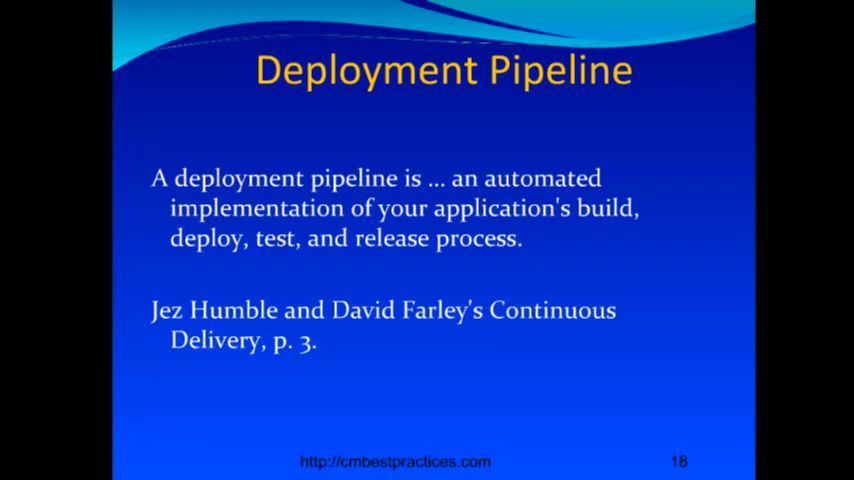 Deployment Pipeline
A deployment pipeline is ... an automated
implementation of your application's build,
deploy, test, and release process.
Jez Humble and David Farley's Continuous
Delivery, p. 3.
http://cmbestpractices.com
18